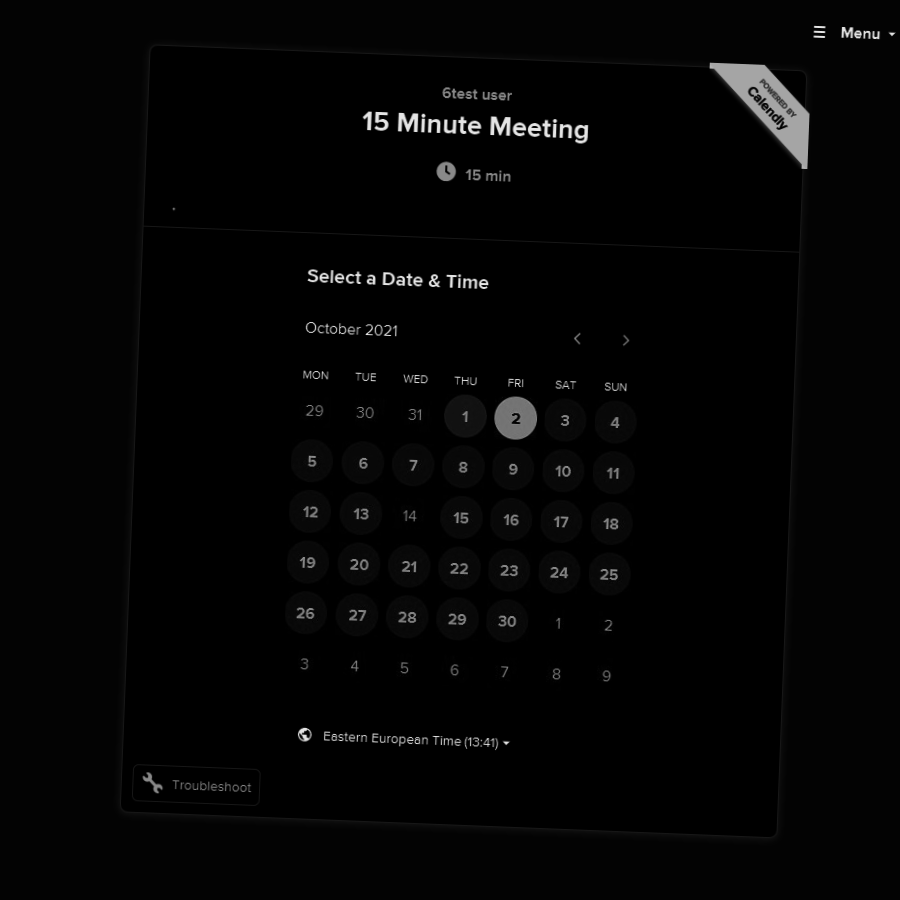 ☰ Menu
POWERED BY
Calendly
6test user
15 Minute Meeting
15 min
.
Select a Date & Time
October 2021
MON TUE WED THU FRI SAT SUN
29 30 31 1 2 3 4
5 6 7 8 9 10 11
12 13 14 15 16 17 18
19 20 21 22 23 24 25
26 27 28 29 30 1 2
3 4 5 6 7 8 9
Eastern European Time (13:41)
Troubleshoot